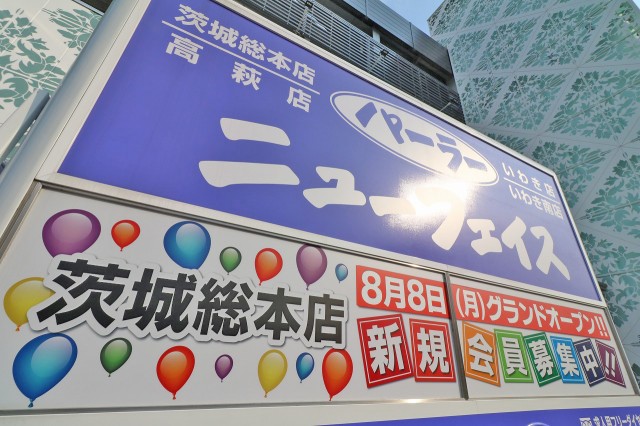 茨城総本店
高萩店
パーラー
ニューフェイス
いわき店
いわき南店
茨城総本店
8月8日
(月)グランドオープン!!
新規
会員募集中!!